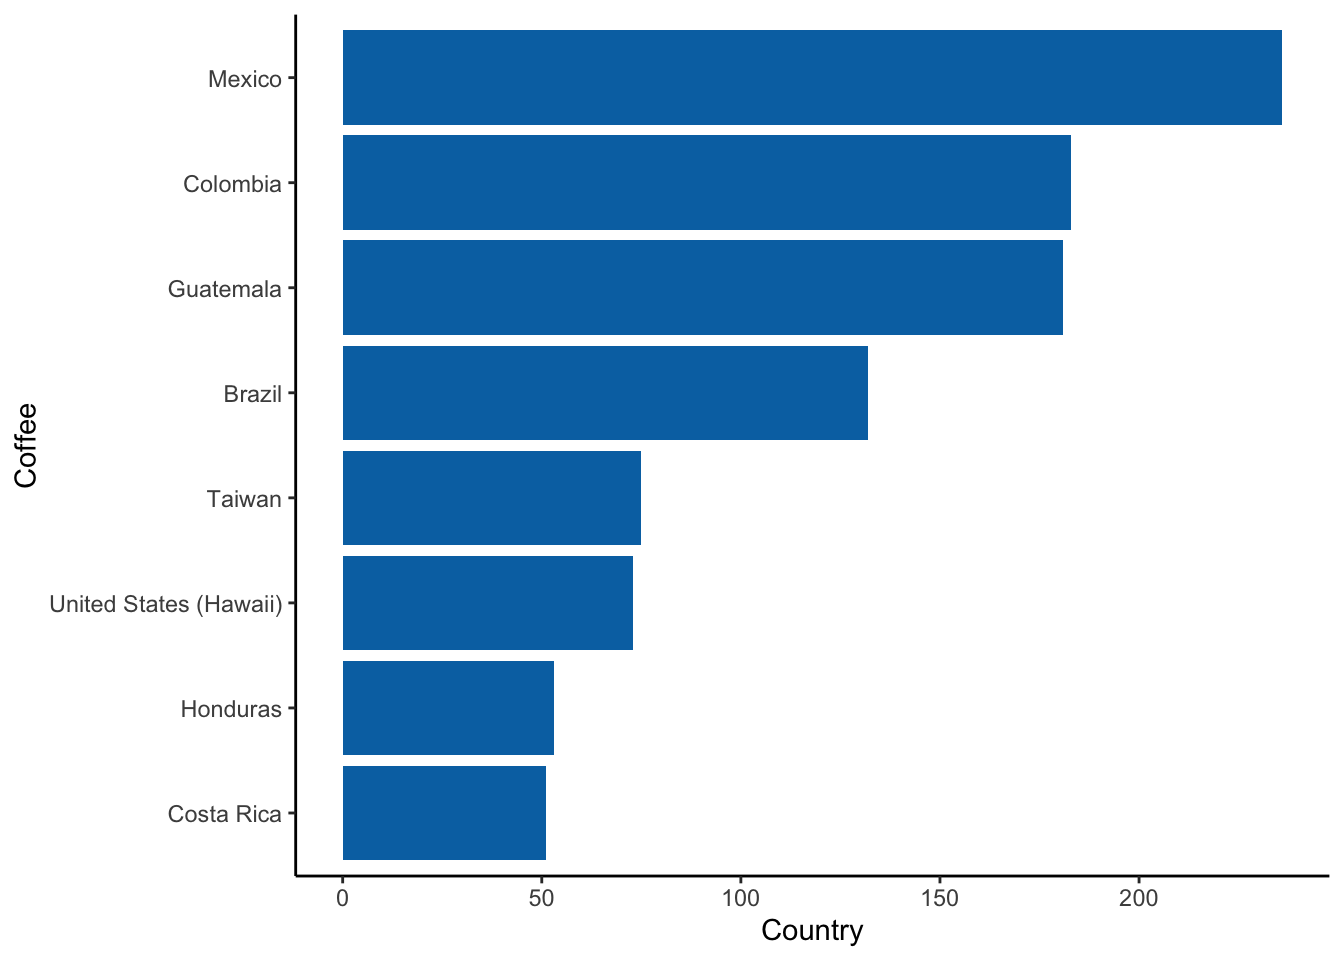 Mexico
Colombia
Guatemala
Brazil
Taiwan
United States (Hawaii)
Honduras
Costa Rica
Coffee
0 50 100 150 200
Country